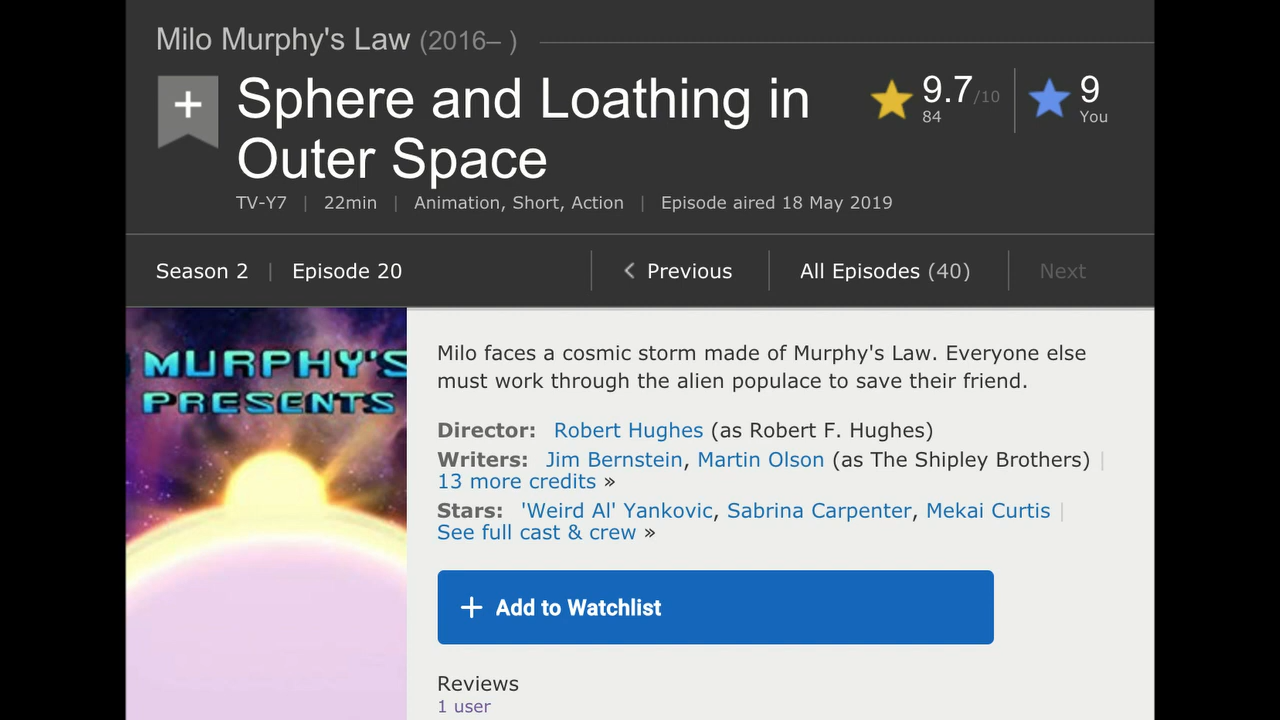 Milo Murphy's Law (2016– )
Sphere and Loathing in
Outer Space
9.7/10
84
9
You
TV-Y7 | 22min | Animation, Short, Action | Episode aired 18 May 2019
Season 2 | Episode 20
Previous
All Episodes (40)
Next
MURPHY'S
PRESENTS
Milo faces a cosmic storm made of Murphy's Law. Everyone else
must work through the alien populace to save their friend.
Director: Robert Hughes (as Robert F. Hughes)
Writers: Jim Bernstein, Martin Olson (as The Shipley Brothers) |
13 more credits »
Stars: 'Weird Al' Yankovic, Sabrina Carpenter, Mekai Curtis |
See full cast & crew »
+ Add to Watchlist
Reviews
1 user